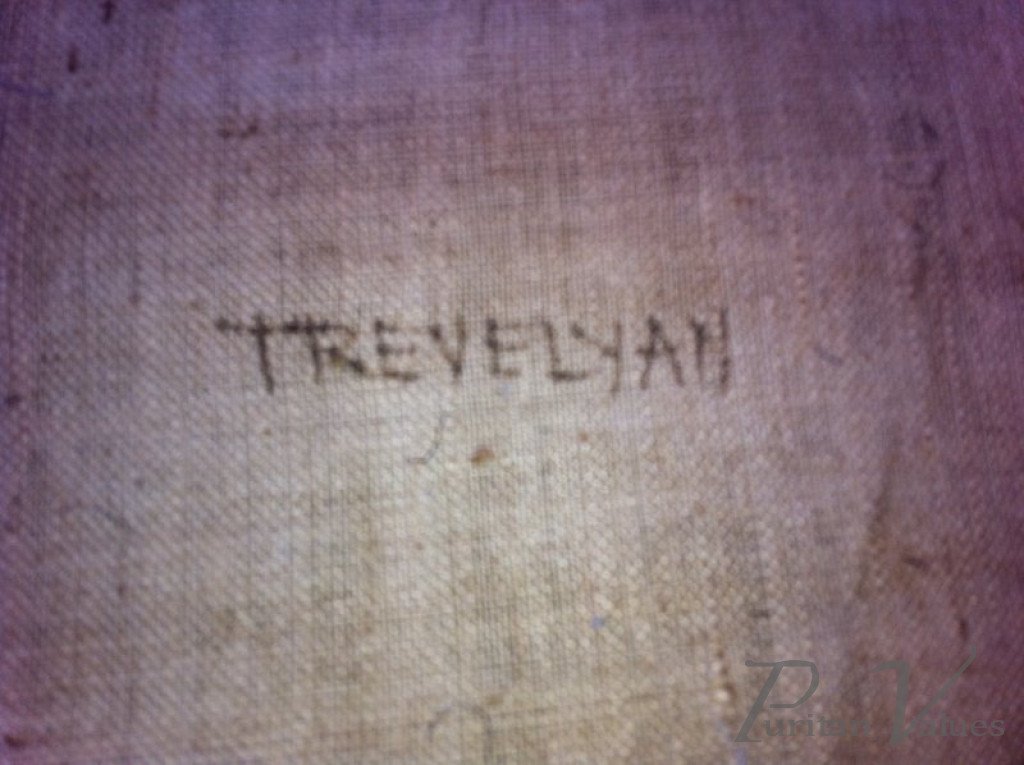 TREVELYAN
Puritan Values